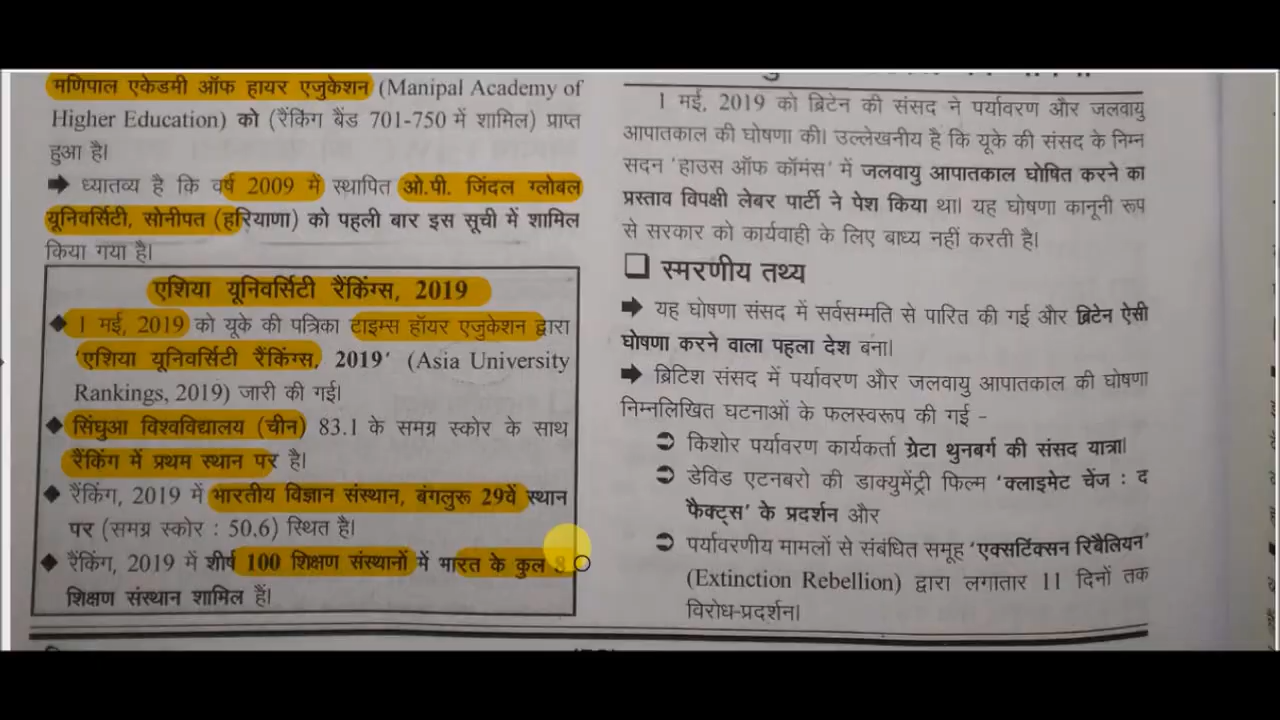 मणिपाल एकेडमी ऑफ हायर एजुकेशन (Manipal Academy of
Higher Education) को (रैंकिंग बैंड 701-750 में शामिल) प्राप्त
हुआ है।
ध्यातव्य है कि वर्ष 2009 में स्थापित ओ.पी. जिंदल ग्लोबल
यूनिवर्सिटी, सोनीपत (हरियाणा) को पहली बार इस सूची में शामिल
किया गया है।
एशिया यूनिवर्सिटी रैंकिंग्स, 2019
1 मई, 2019 को यूके की पत्रिका टाइम्स हॉयर एजुकेशन द्वारा
'एशिया यूनिवर्सिटी रैंकिंग्स, 2019' (Asia University
Rankings, 2019) जारी की गई।
सिंघुआ विश्वविद्यालय (चीन) 83.1 के समग्र स्कोर के साथ
रैंकिंग में प्रथम स्थान पर है।
रैंकिंग, 2019 में भारतीय विज्ञान संस्थान, बंगलुरू 29वें स्थान
पर (समग्र स्कोर : 50.6) स्थित है।
रैंकिंग, 2019 में शीर्ष 100 शिक्षण संस्थानों में भारत के कुल 8
शिक्षण संस्थान शामिल हैं।
1 मई, 2019 को ब्रिटेन की संसद ने पर्यावरण और जलवायु
आपातकाल की घोषणा की। उल्लेखनीय है कि यूके की संसद के निम्न
सदन 'हाउस ऑफ कॉमंस' में जलवायु आपातकाल घोषित करने का
प्रस्ताव विपक्षी लेबर पार्टी ने पेश किया था। यह घोषणा कानूनी रूप
से सरकार को कार्यवाही के लिए बाध्य नहीं करती है।
स्मरणीय तथ्य
यह घोषणा संसद में सर्वसम्मति से पारित की गई और ब्रिटेन ऐसी
घोषणा करने वाला पहला देश बना।
ब्रिटिश संसद में पर्यावरण और जलवायु आपातकाल की घोषणा
निम्नलिखित घटनाओं के फलस्वरूप की गई -
किशोर पर्यावरण कार्यकर्ता ग्रेटा थुनबर्ग की संसद यात्रा।
डेविड एटनबरो की डाक्युमेंट्री फिल्म 'क्लाइमेट चेंज : द
फैक्ट्स' के प्रदर्शन और
पर्यावरणीय मामलों से संबंधित समूह 'एक्सटिंक्सन रिबैलियन'
(Extinction Rebellion) द्वारा लगातार 11 दिनों तक
विरोध-प्रदर्शन।